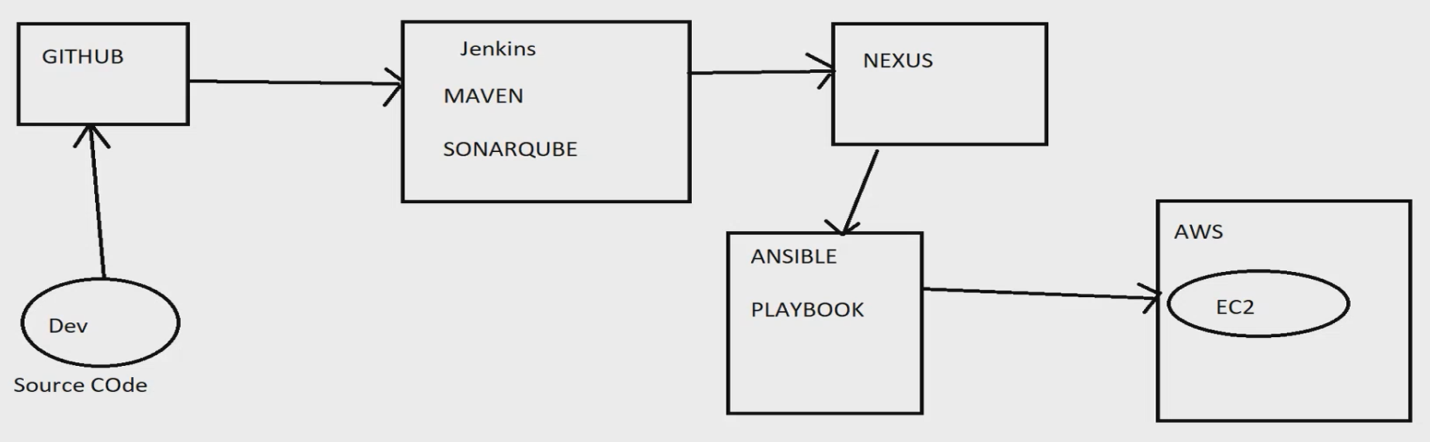 GITHUB
Jenkins
MAVEN
SONARQUBE
NEXUS
ANSIBLE
PLAYBOOK
AWS
EC2
Dev
Source COde